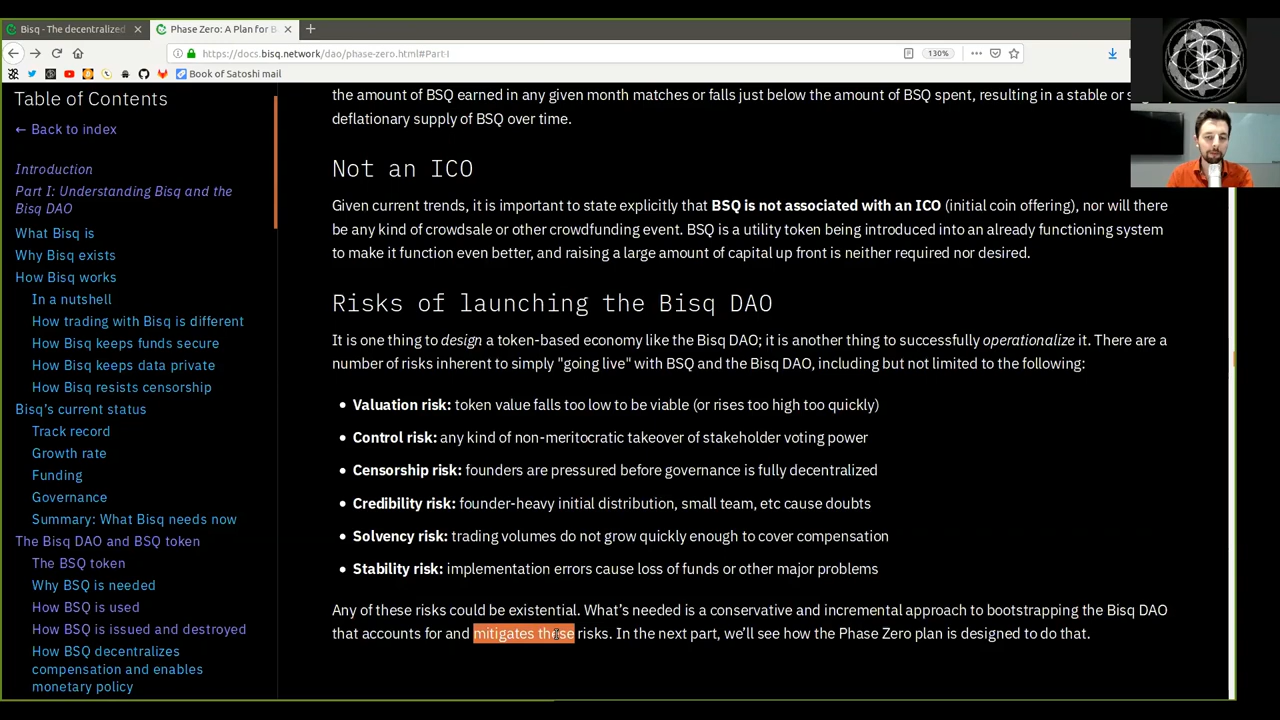 Bisq - The decentralized
Phase Zero: A Plan for B
https://docs.bisq.network/dao/phase-zero.html#Part-I
130%
Book of Satoshi mail
Table of Contents
← Back to index
Introduction
Part I: Understanding Bisq and the
Bisq DAO
What Bisq is
Why Bisq exists
How Bisq works
In a nutshell
How trading with Bisq is different
How Bisq keeps funds secure
How Bisq keeps data private
How Bisq resists censorship
Bisq’s current status
Track record
Growth rate
Funding
Governance
Summary: What Bisq needs now
The Bisq DAO and BSQ token
The BSQ token
Why BSQ is needed
How BSQ is used
How BSQ is issued and destroyed
How BSQ decentralizes
compensation and enables
monetary policy
the amount of BSQ earned in any given month matches or falls just below the amount of BSQ spent, resulting in a stable or
deflationary supply of BSQ over time.
Not an ICO
Given current trends, it is important to state explicitly that BSQ is not associated with an ICO (initial coin offering), nor will there
be any kind of crowdsale or other crowdfunding event. BSQ is a utility token being introduced into an already functioning system
to make it function even better, and raising a large amount of capital up front is neither required nor desired.
Risks of launching the Bisq DAO
It is one thing to design a token-based economy like the Bisq DAO; it is another thing to successfully operationalize it. There are a
number of risks inherent to simply "going live" with BSQ and the Bisq DAO, including but not limited to the following:
• Valuation risk: token value falls too low to be viable (or rises too high too quickly)
• Control risk: any kind of non-meritocratic takeover of stakeholder voting power
• Censorship risk: founders are pressured before governance is fully decentralized
• Credibility risk: founder-heavy initial distribution, small team, etc cause doubts
• Solvency risk: trading volumes do not grow quickly enough to cover compensation
• Stability risk: implementation errors cause loss of funds or other major problems
Any of these risks could be existential. What’s needed is a conservative and incremental approach to bootstrapping the Bisq DAO
that accounts for and mitigates these risks. In the next part, we’ll see how the Phase Zero plan is designed to do that.